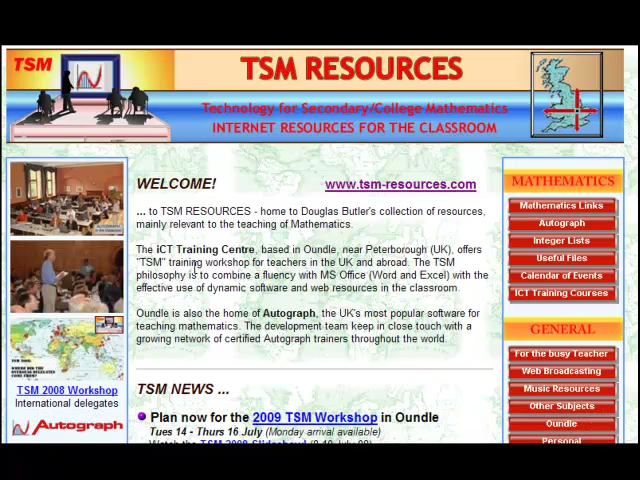 TSM
TSM RESOURCES
Technology for Secondary/College Mathematics
INTERNET RESOURCES FOR THE CLASSROOM
WELCOME!
www.tsm-resources.com
... to TSM RESOURCES - home to Douglas Butler's collection of resources,
mainly relevant to the teaching of Mathematics.
The iCT Training Centre, based in Oundle, near Peterborough (UK), offers
"TSM" training workshop for teachers in the UK and abroad. The TSM
philosophy is to combine a fluency with MS Office (Word and Excel) with the
effective use of dynamic software and web resources in the classroom.
Oundle is also the home of Autograph, the UK's most popular software for
teaching mathematics. The development team keep in close touch with a
growing network of certified Autograph trainers throughout the world.
TSM NEWS ...
Plan now for the 2009 TSM Workshop in Oundle
Tues 14 - Thurs 16 July (Monday arrival available)
Watch the TSM 2008 Slideshow!
TSM 2008 Workshop
International delegates
Autograph
MATHEMATICS
Mathematics Links
Autograph
Integer Lists
Useful Files
Calendar of Events
ICT Training Courses
GENERAL
For the busy Teacher
Web Broadcasting
Music Resources
Other Subjects
Oundle
Personal